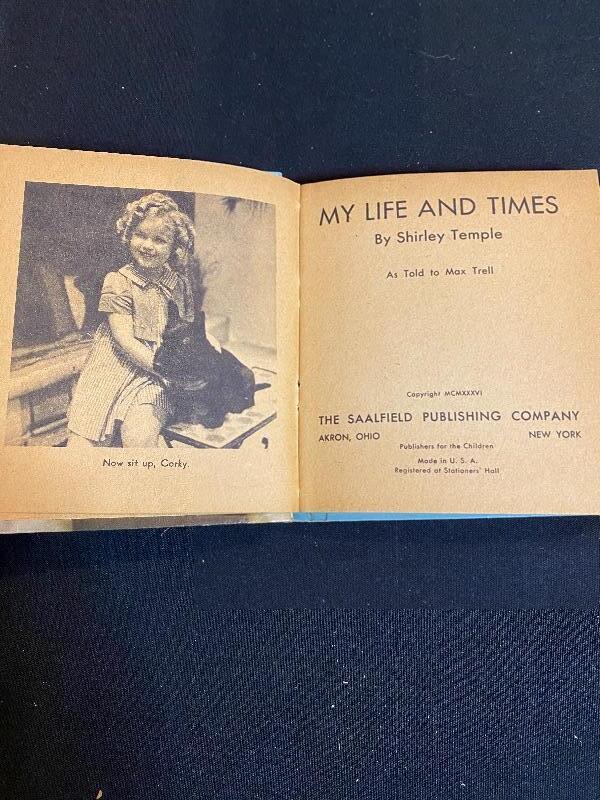 Now sit up, Corky.
MY LIFE AND TIMES
By Shirley Temple
As Told to Max Trell
Copyright MCMXXXVI
THE SAALFIELD PUBLISHING COMPANY
AKRON, OHIO NEW YORK
Publishers for the Children
Made in U. S. A.
Registered at Stationers' Hall